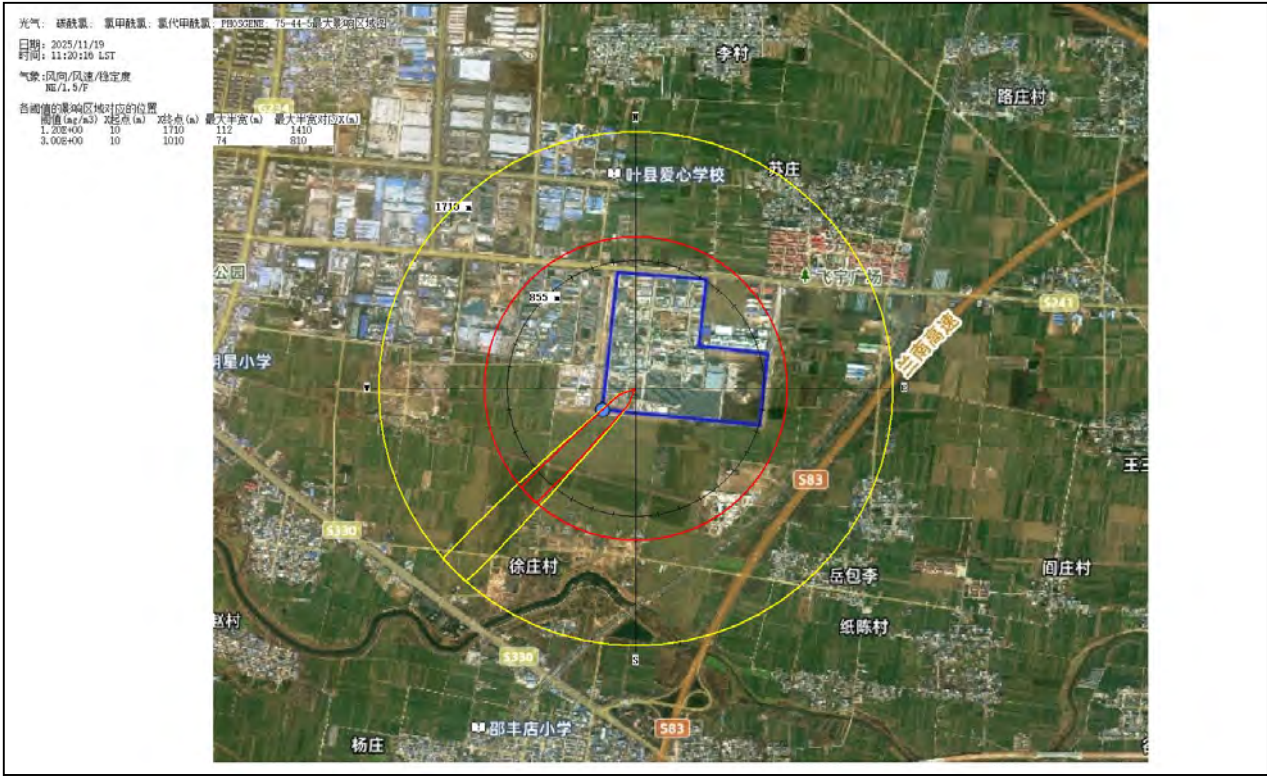 光气； 碳酰氯； 氯甲酰氯；氯代甲酰氯；PHOSGENE；75-44-5最大影响区域图
日期：2025/11/19
时间：11:20:16 LST
气象:风向/风速/稳定度
NE/1.5/F
各阈值的影响区域对应的位置
阈值(mg/m3) X起点(m) X终点(m) 最大半宽(m) 最大半宽对应X(m)
1.20E+00 10 1710 112 1410
3.00E+00 10 1010 74 810
李村
路庄村
G234
N
叶县爱心学校
苏庄
1710 m
公园
飞宇广场
855 m
S241
兰南高速
明星小学
W
E
王三
S83
S330
徐庄村
岳包李
闫庄村
赵村
纸陈村
S330
S
邵丰店小学
S83
杨庄